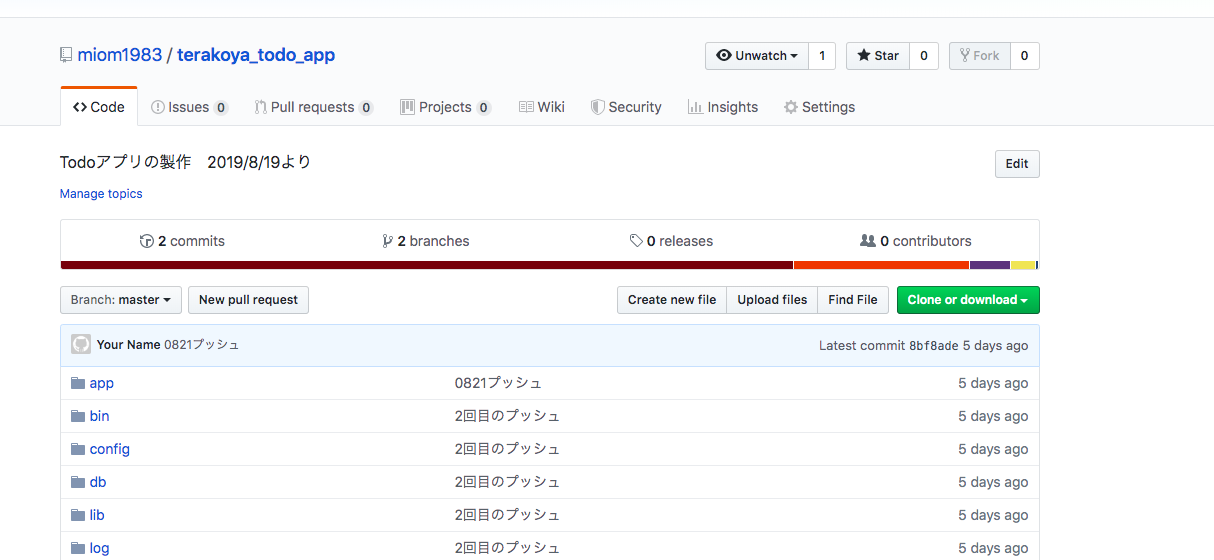 miom1983 / terakoya_todo_app Unwatch 1 Star 0 Fork 0
Code Issues 0 Pull requests 0 Projects 0 Wiki Security Insights Settings
Todoアプリの製作　2019/8/19より Edit
Manage topics
2 commits 2 branches 0 releases 0 contributors
Branch: master New pull request Create new file Upload files Find File Clone or download
Your Name 0821プッシュ Latest commit 8bf8ade 5 days ago
app 0821プッシュ 5 days ago
bin 2回目のプッシュ 5 days ago
config 2回目のプッシュ 5 days ago
db 2回目のプッシュ 5 days ago
lib 2回目のプッシュ 5 days ago
log 2回目のプッシュ 5 days ago